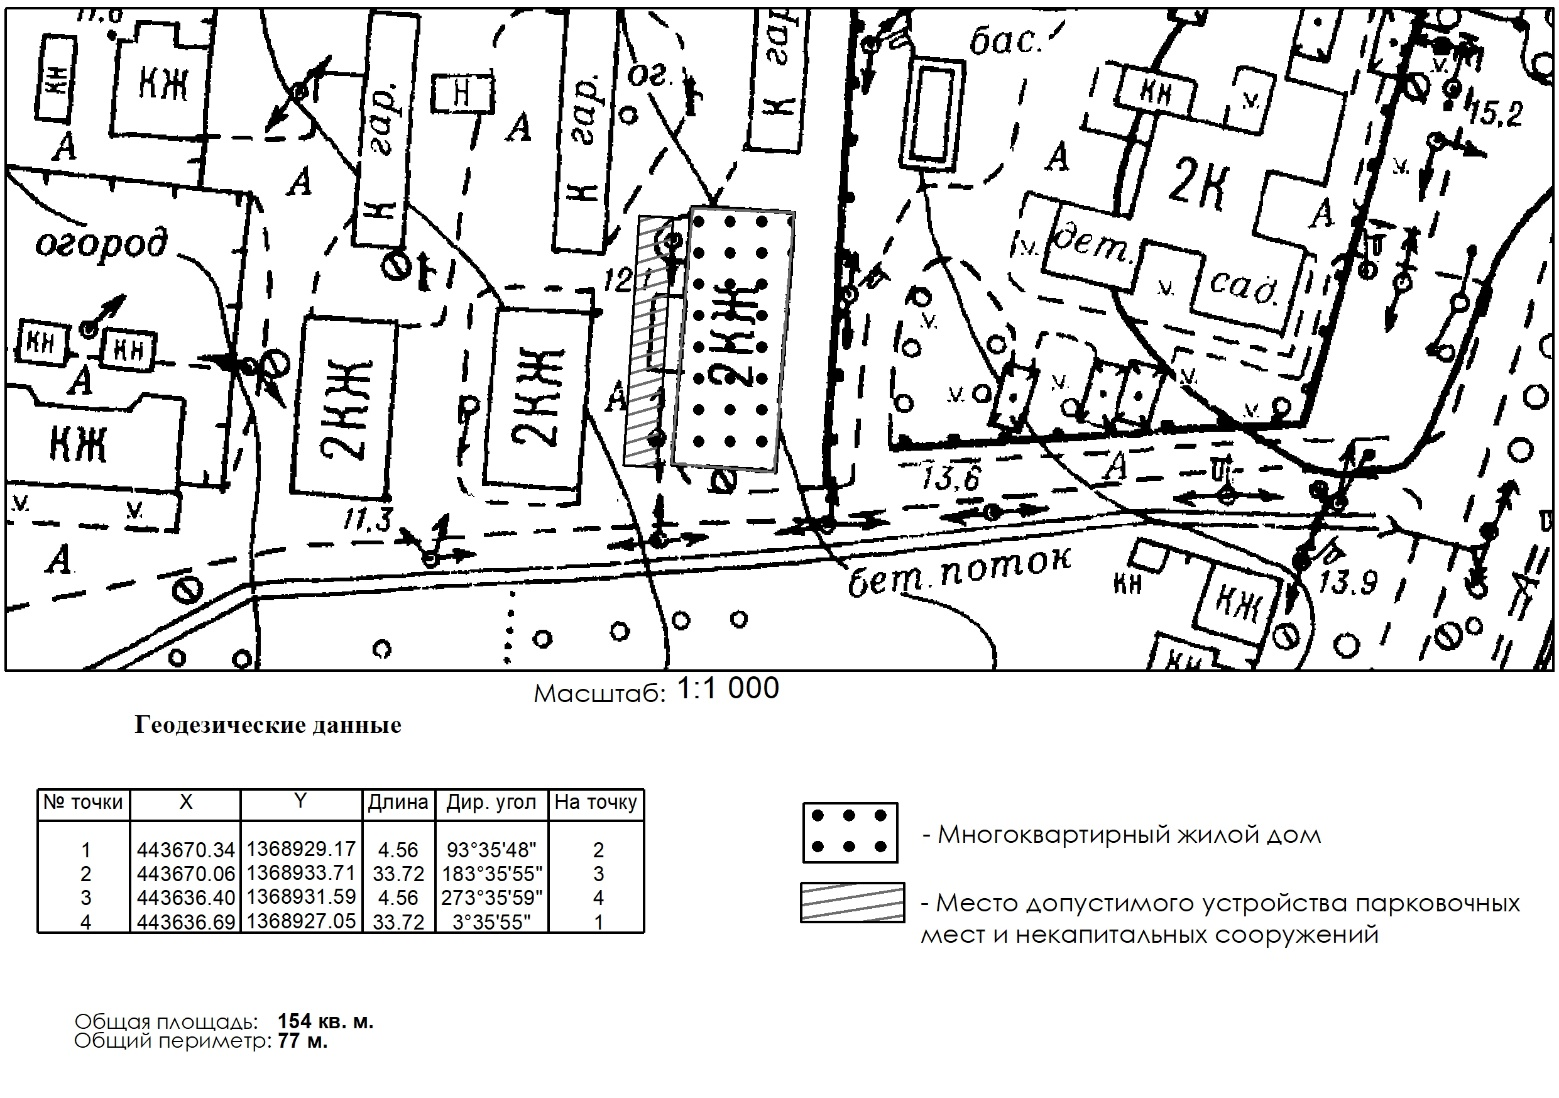 КН
КЖ
А
К гар.
Н
А
К гар.
ог.
К гар.
бас.
КН
v.
А
2К
А
v.
15,2
огород
А
дет.
сад.
v.
v.
КН
КН
А
КЖ
2КЖ
2КЖ
А
2КЖ
v.
v.
v.
v.
v.
v.
v.
11.3
13.6
А
А
бет. поток
КН
КЖ
КН
13.9
А
Масштаб: 1:1 000
Геодезические данные
№ точки X Y Длина Дир. угол На точку
1 443670.34 1368929.17 4.56 93°35'48" 2
2 443670.06 1368933.71 33.72 183°35'55" 3
3 443636.40 1368931.59 4.56 273°35'59" 4
4 443636.69 1368927.05 33.72 3°35'55" 1
- Многоквартирный жилой дом
- Место допустимого устройства парковочных
мест и некапитальных сооружений
Общая площадь: 154 кв. м.
Общий периметр: 77 м.